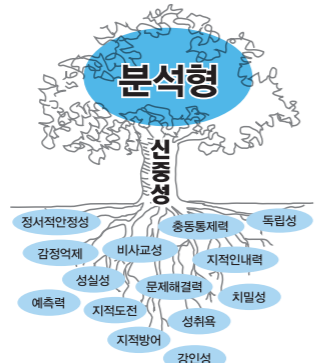 분석형
신중성
정서적안정성
충동통제력
독립성
감정억제
비사교성
지적인내력
성실성
문제해결력
치밀성
예측력
지적도전
성취욕
지적방어
강인성